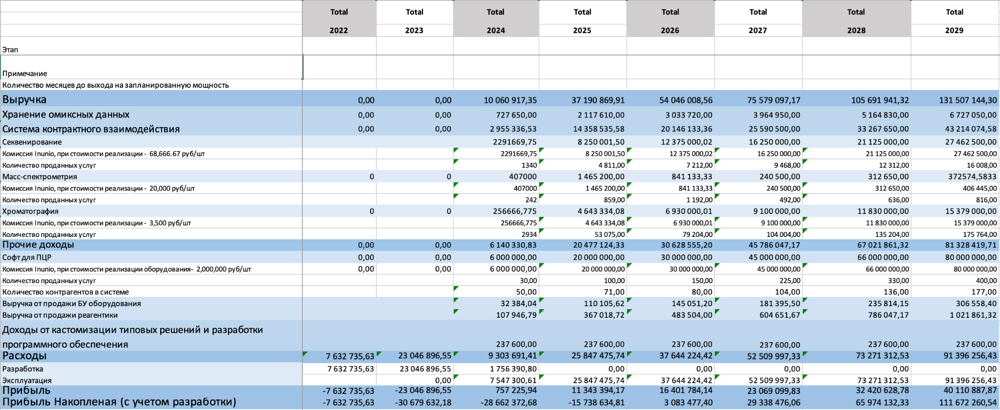 Total Total Total Total Total Total Total Total
2022 2023 2024 2025 2026 2027 2028 2029
Этап
Примечание
Количество месяцев до выхода на запланированную мощность
Выручка 0,00 0,00 10 060 917,35 37 190 869,91 54 046 008,56 75 579 097,17 105 691 941,32 131 507 144,30
Хранение омиксных данных 0,00 0,00 727 650,00 2 117 610,00 3 033 720,00 3 964 950,00 5 164 830,00 6 727 050,00
Система контрактного взаимодействия 0,00 0,00 2 955 336,53 14 358 535,58 20 146 133,36 25 590 500,00 33 267 650,00 43 214 074,58
Секвенирование 2291669,75 8 250 001,50 12 375 000,02 16 250 000,00 21 125 000,00 27 462 500,00
Комиссия Inunio, при стоимости реализации - 68,666.67 руб/шт 2291669,75 8 250 001,50 12 375 000,02 16 250 000,00 21 125 000,00 27 462 500,00
Количество проданных услуг 1340 4 811,00 7 212,00 9 468,00 12 312,00 16 008,00
Масс-спектрометрия 0 0 407000 1 465 200,00 841 133,33 240 500,00 312 650,00 372574,5833
Комиссия Inunio, при стоимости реализации - 20,000 руб/шт 407000 1 465 200,00 841 133,33 240 500,00 312 650,00 406 445,00
Количество проданных услуг 242 859,00 1 192,00 492,00 636,00 816,00
Хроматография 0 0 256666,775 4 643 334,08 6 930 000,01 9 100 000,00 11 830 000,00 15 379 000,00
Комиссия Inunio, при стоимости реализации - 3,500 руб/шт 256666,775 4 643 334,08 6 930 000,01 9 100 000,00 11 830 000,00 15 379 000,00
Количество проданных услуг 2934 53 075,00 79 204,00 104 004,00 135 204,00 175 764,00
Прочие доходы 0,00 0,00 6 140 330,83 20 477 124,33 30 628 555,20 45 786 047,17 67 021 861,32 81 328 419,71
Софт для ПЦР 0,00 0,00 6 000 000,00 20 000 000,00 30 000 000,00 45 000 000,00 66 000 000,00 80 000 000,00
Комиссия Inunio, при стоимости реализации оборудования- 2,000,000 руб/шт 0,00 0,00 6 000 000,00 20 000 000,00 30 000 000,00 45 000 000,00 66 000 000,00 80 000 000,00
Количество проданных услуг 30,00 100,00 150,00 225,00 330,00 400,00
Количество контрагентов в системе 50,00 71,00 80,00 104,00 136,00 177,00
Выручка от продажи БУ оборудования 32 384,04 110 105,62 145 051,20 181 395,50 235 814,15 306 558,40
Выручка от продажи реагентики 107 946,79 367 018,72 483 504,00 604 651,67 786 047,17 1 021 861,32
Доходы от кастомизации типовых решений и разработки
программного обеспечения 237 600,00 237 600,00 237 600,00 237 600,00 237 600,00 237 600,00
Расходы 7 632 735,63 23 046 896,55 9 303 691,41 25 847 475,74 37 644 224,42 52 509 997,33 73 271 312,53 91 396 256,43
Разработка 7 632 735,63 23 046 896,55 1 756 390,80 0,00 0,00 0,00 0,00 0,00
Эксплуатация 0,00 7 547 300,61 25 847 475,74 37 644 224,42 52 509 997,33 73 271 312,53 91 396 256,43
Прибыль -7 632 735,63 -23 046 896,55 757 225,94 11 343 394,17 16 401 784,14 23 069 099,83 32 420 628,78 40 110 887,87
Прибыль Накопленая (с учетом разработки) -7 632 735,63 -30 679 632,18 -28 662 372,68 -15 738 634,81 3 083 477,40 29 338 476,06 65 974 132,33 111 672 260,54